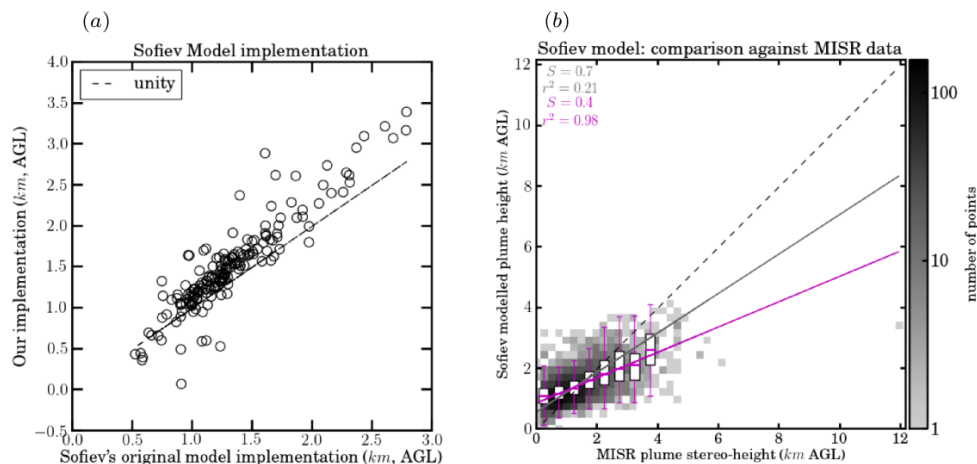 (a)
Sofiev Model implementation
unity
4.0
3.5
3.0
2.5
2.0
1.5
1.0
0.5
0.0
−0.5
Our implementation (km, AGL)
0.0 0.5 1.0 1.5 2.0 2.5 3.0
Sofiev's original model implementation (km, AGL)
(b)
Sofiev model: comparison against MISR data
S = 0.7
r² = 0.21
S = 0.4
r² = 0.98
12
10
8
6
4
2
0
Sofiev modelled plume height (km AGL)
0 2 4 6 8 10 12
MISR plume stereo-height (km AGL)
100
10
1
number of points